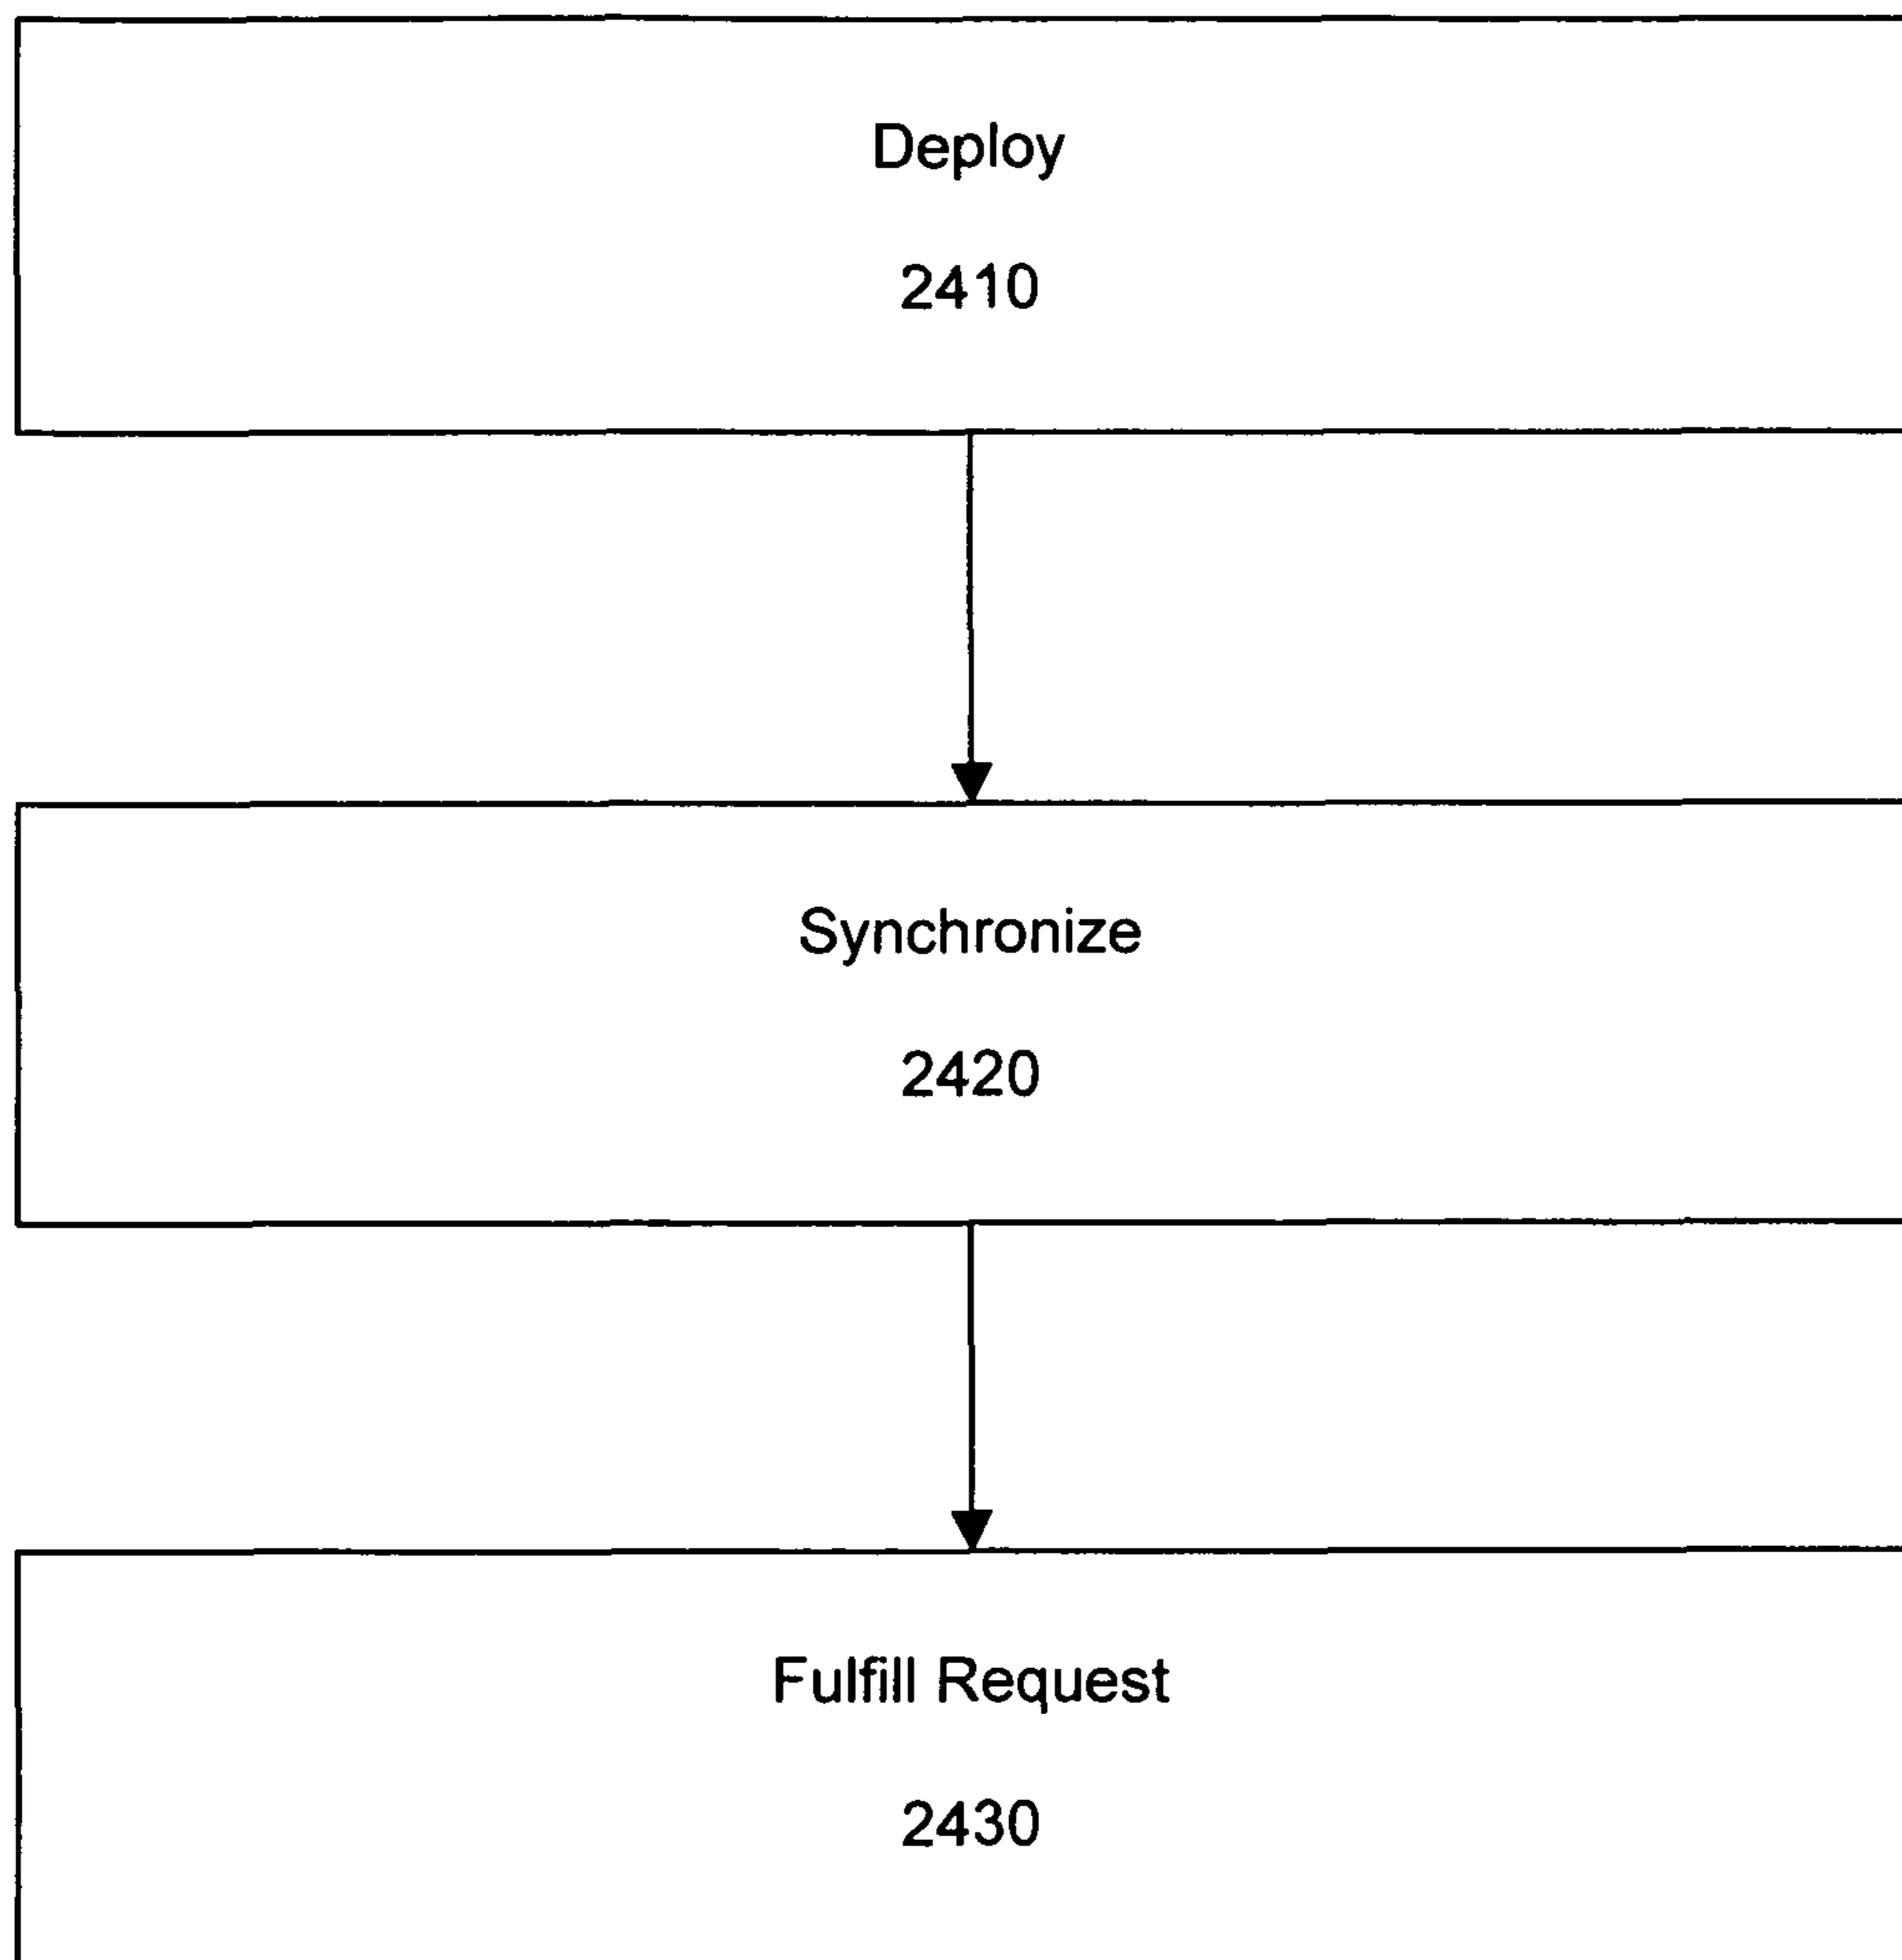 Deploy
2410
Synchronize
2420
Fulfill Request
2430